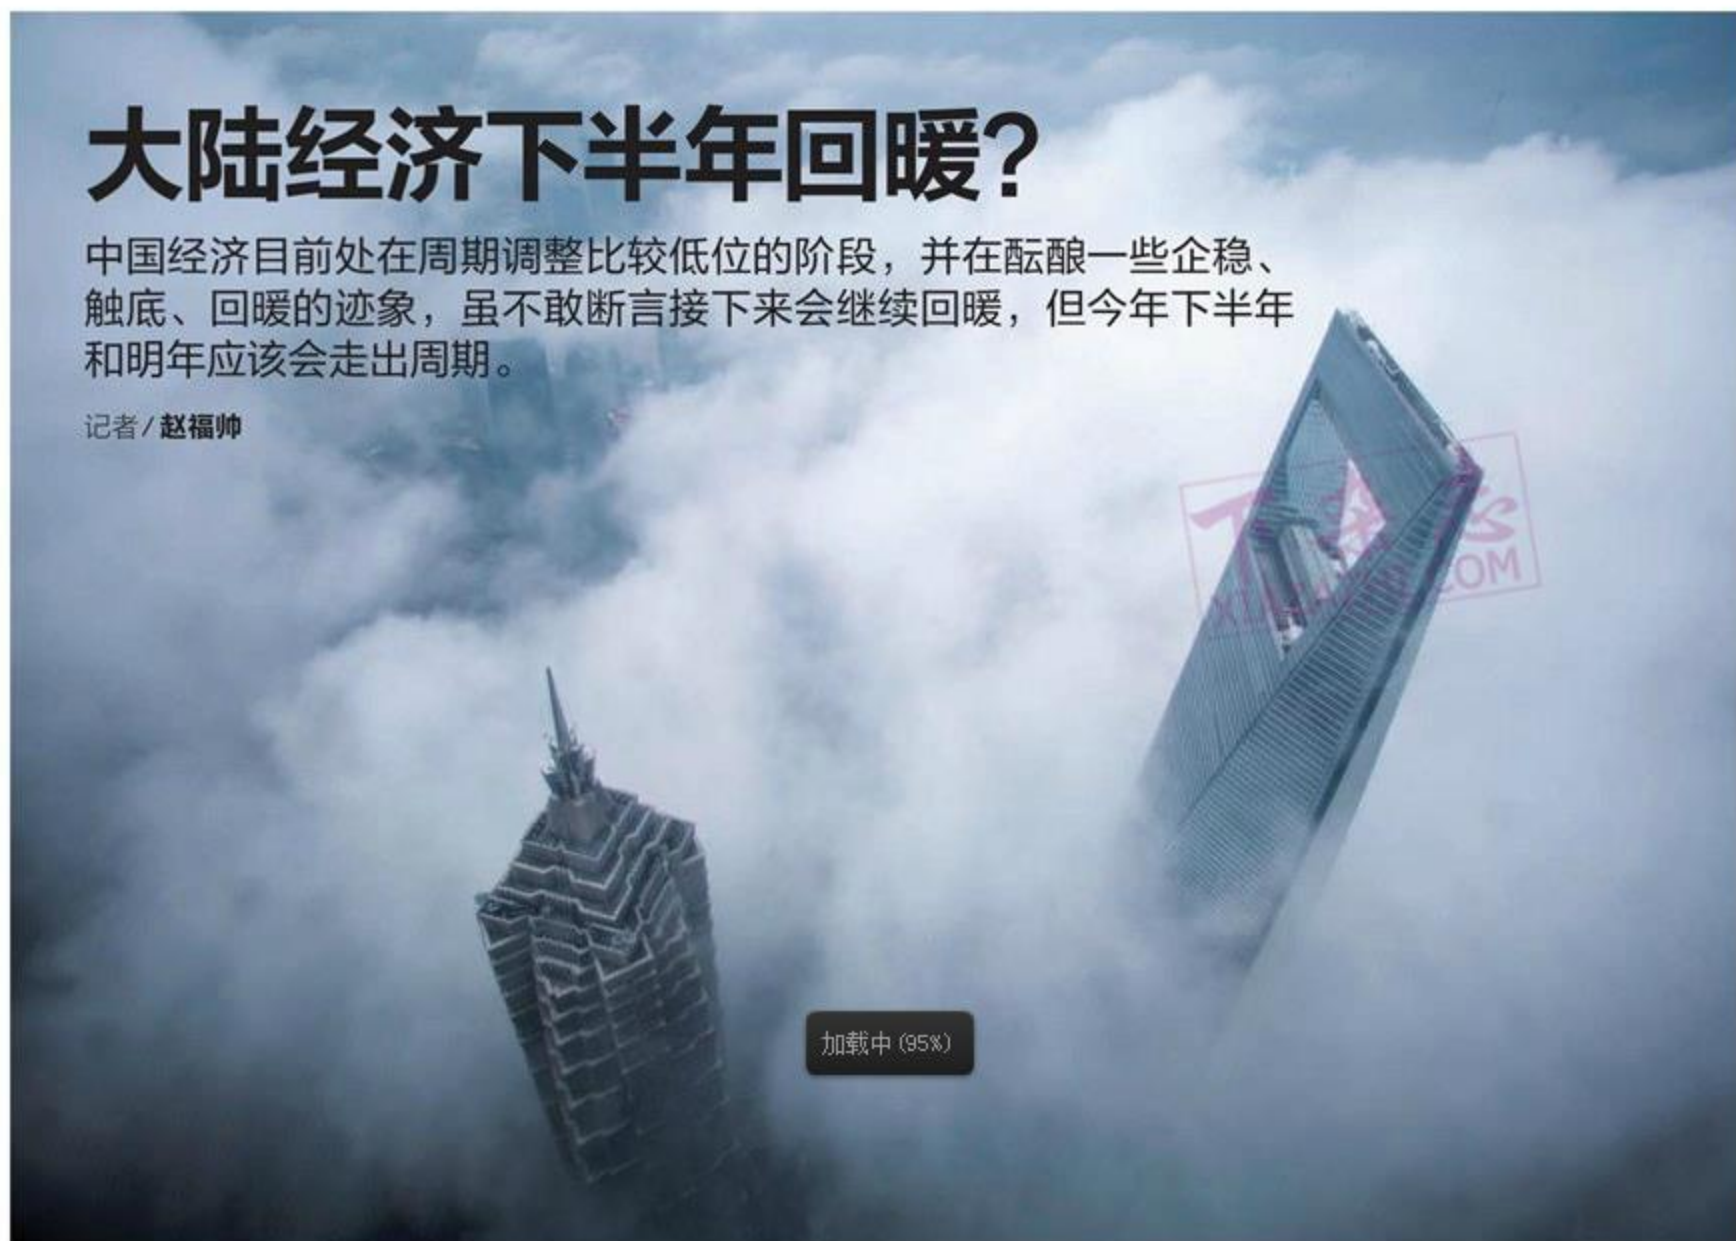 大陆经济下半年回暖?
中国经济目前处在周期调整比较低位的阶段，并在酝酿一些企稳、
触底、回暖的迹象，虽不敢断言接下来会继续回暖，但今年下半年
和明年应该会走出周期。
记者/赵福帅
加载中(95%)